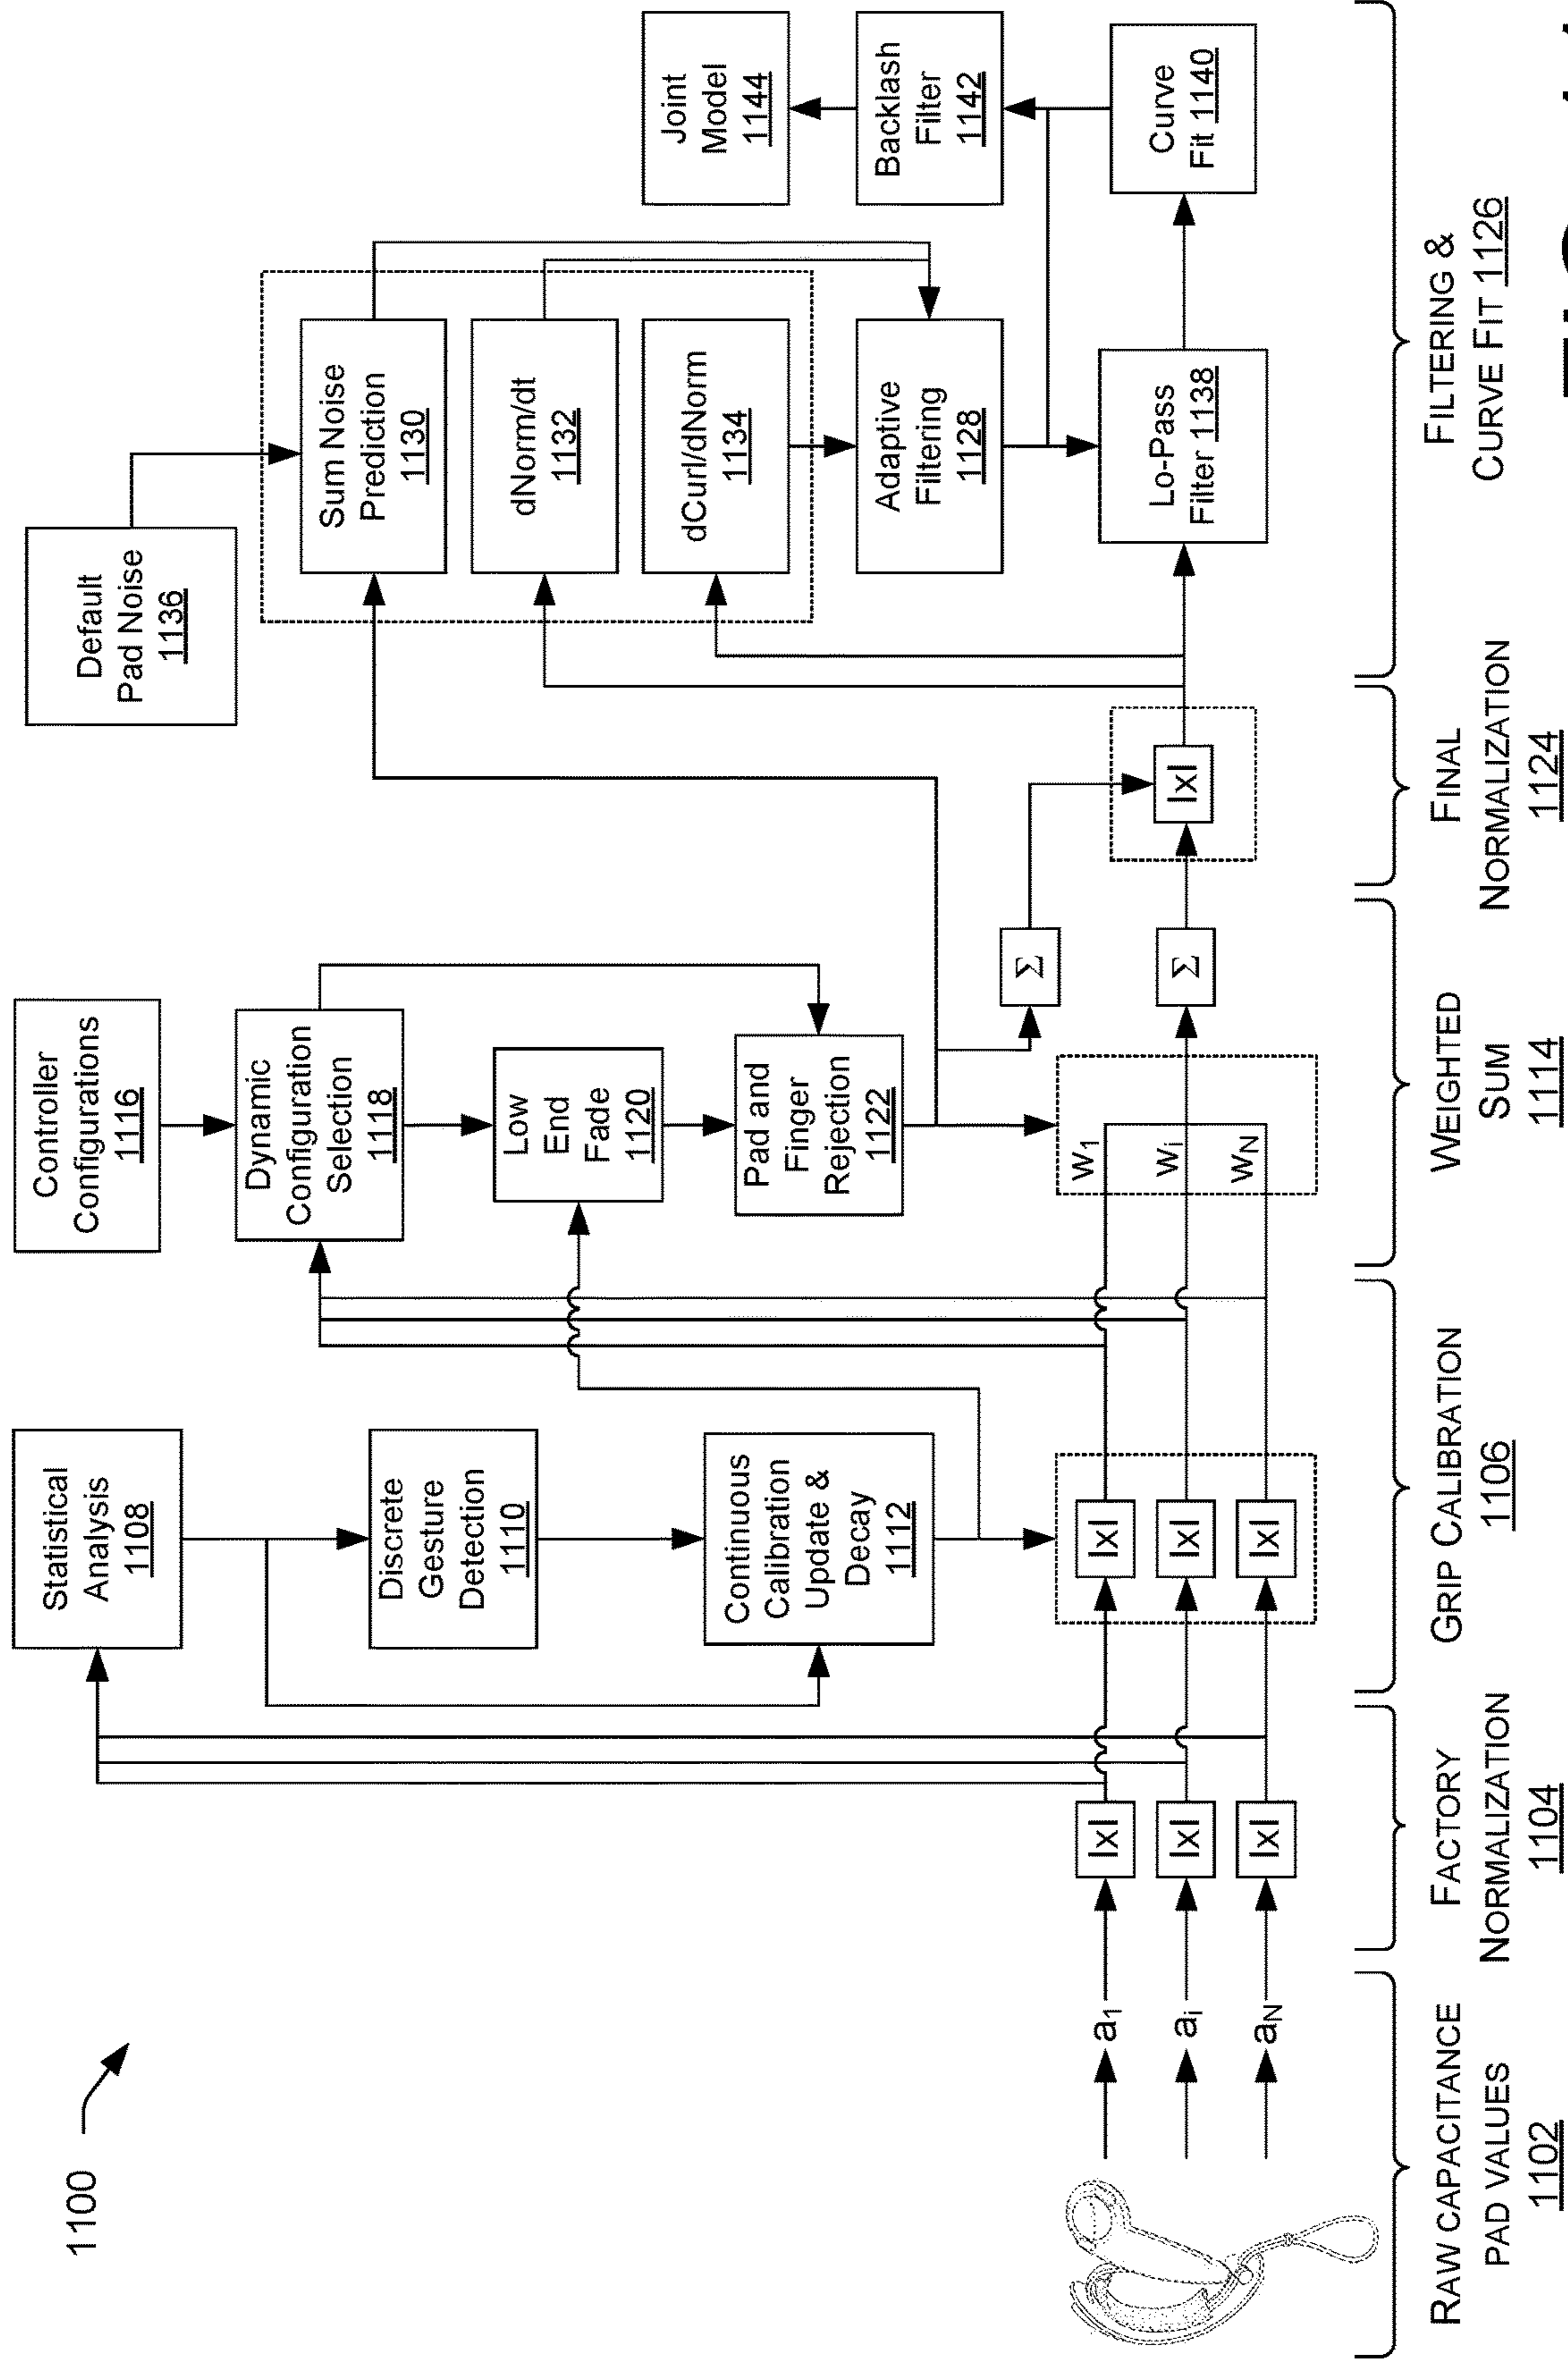 1100
Statistical
Analysis
1108
Discrete
Gesture
Detection
1110
Continuous
Calibration
Update &
Decay
1112
Controller
Configurations
1116
Dynamic
Configuration
Selection
1118
Low
End
Fade
1120
Pad and
Finger
Rejection
1122
Default
Pad Noise
1136
Sum Noise
Prediction
1130
dNorm/dt
1132
dCurl/dNorm
1134
Adaptive
Filtering
1128
Lo-Pass
Filter 1138
Joint
Model
1144
Backlash
Filter
1142
Curve
Fit 1140
a1
ai
aN
|x|
|x|
|x|
|x|
|x|
|x|
w1
wi
wN
Σ
Σ
|x|
RAW CAPACITANCE
PAD VALUES
1102
FACTORY
NORMALIZATION
1104
GRIP CALIBRATION
1106
WEIGHTED
SUM
1114
FINAL
NORMALIZATION
1124
FILTERING &
CURVE FIT 1126